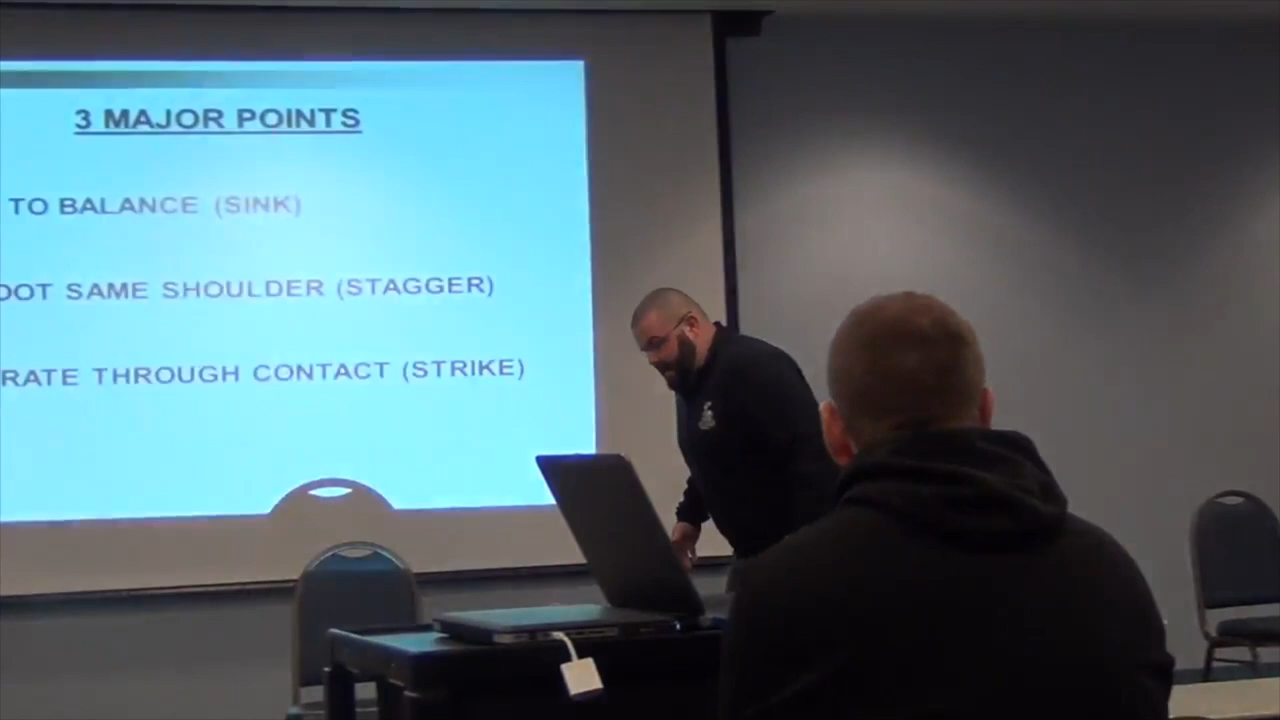 3 MAJOR POINTS
TO BALANCE (SINK)
OOT SAME SHOULDER (STAGGER)
RATE THROUGH CONTACT (STRIKE)